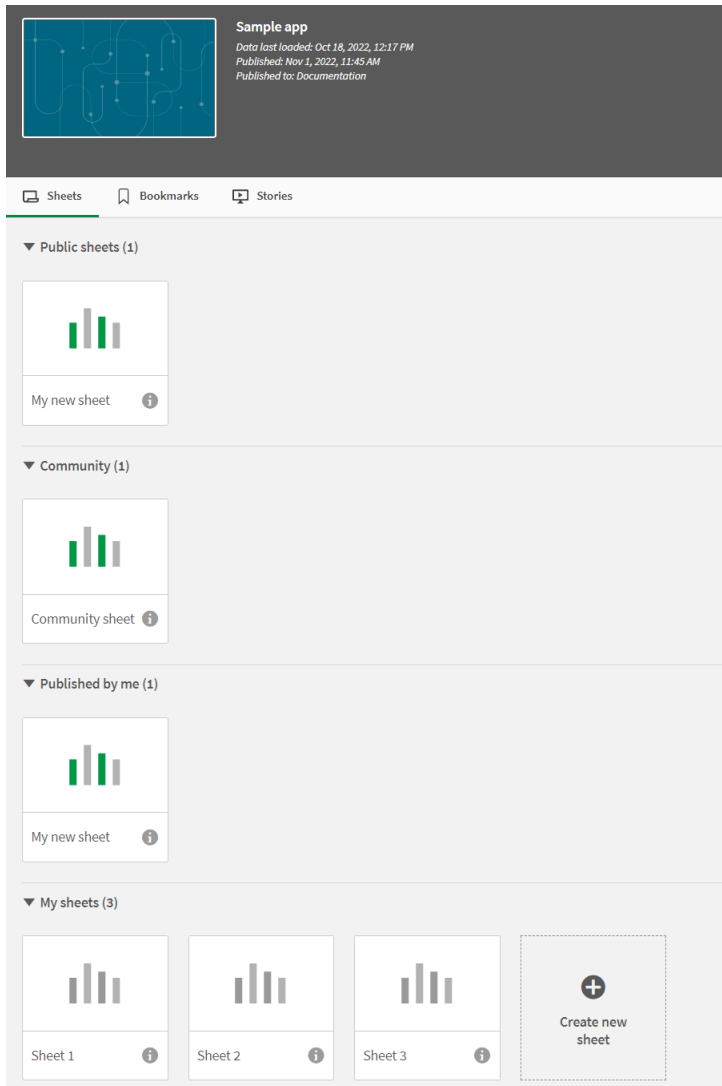 Sample app
Data last loaded: Oct 18, 2022, 12:17 PM
Published: Nov 1, 2022, 11:45 AM
Published to: Documentation
Sheets
Bookmarks
Stories
Public sheets (1)
My new sheet
Community (1)
Community sheet
Published by me (1)
My new sheet
My sheets (3)
Sheet 1
Sheet 2
Sheet 3
Create new
sheet